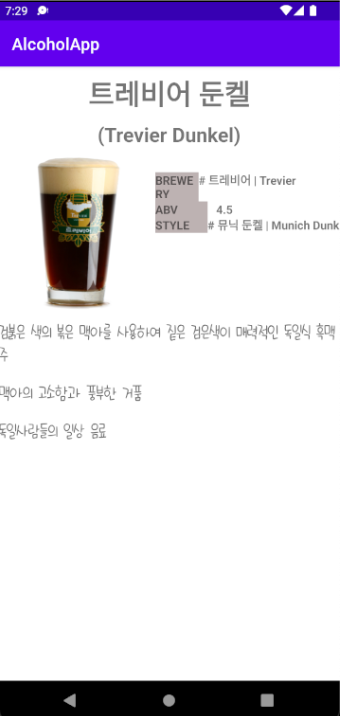 7:29
AlcoholApp
트레비어 둔켈
(Trevier Dunkel)
BREWE # 트레비어 | Trevier
RY
ABV 4.5
STYLE # 뮤닉 둔켈 | Munich Dunk
검붉은 색의 볶은 맥아를 사용하여 짙은 검은색이 매력적인 독일식 흑맥
주
맥아의 고소함과 풍부한 거품
독일사람들의 일상 음료